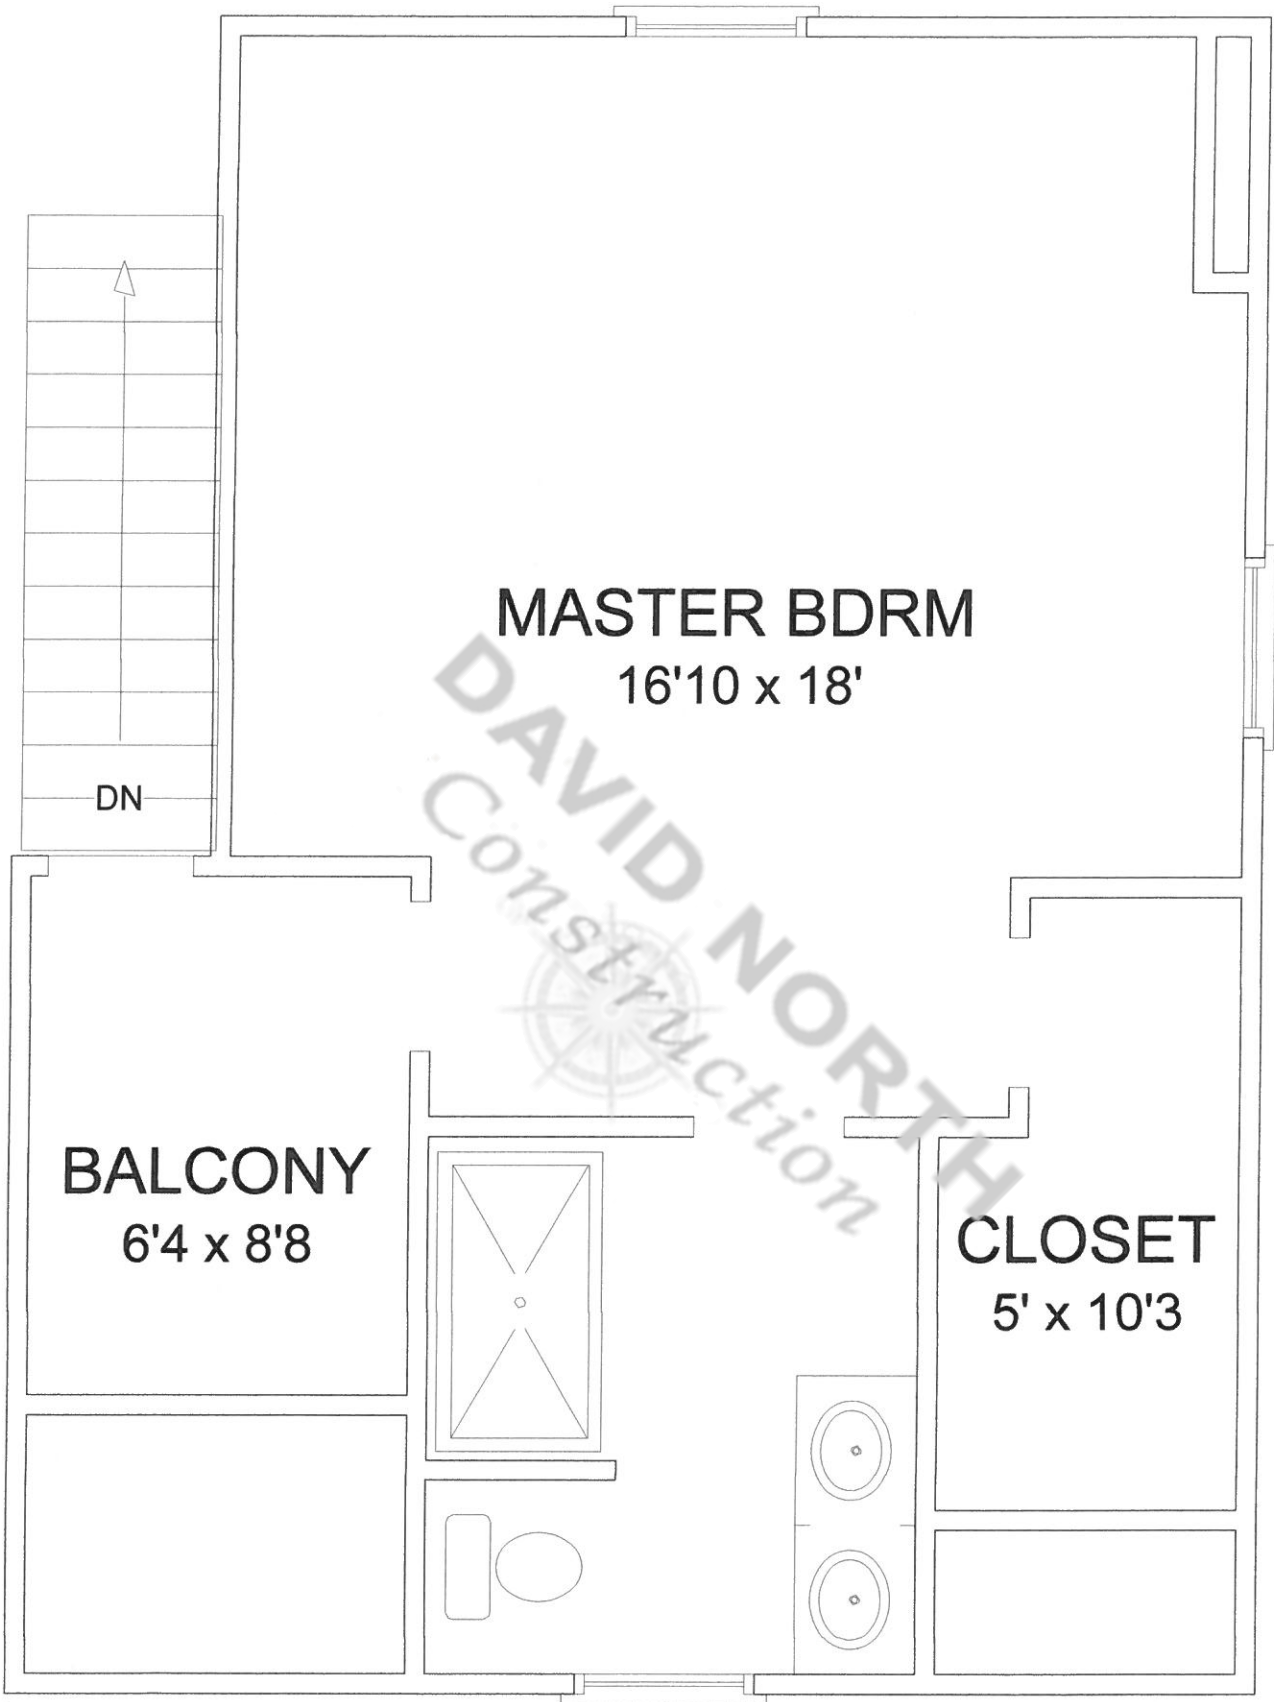 MASTER BDRM
16'10 x 18'
DAVID NORTH
Construction
DN
BALCONY
6'4 x 8'8
CLOSET
5' x 10'3